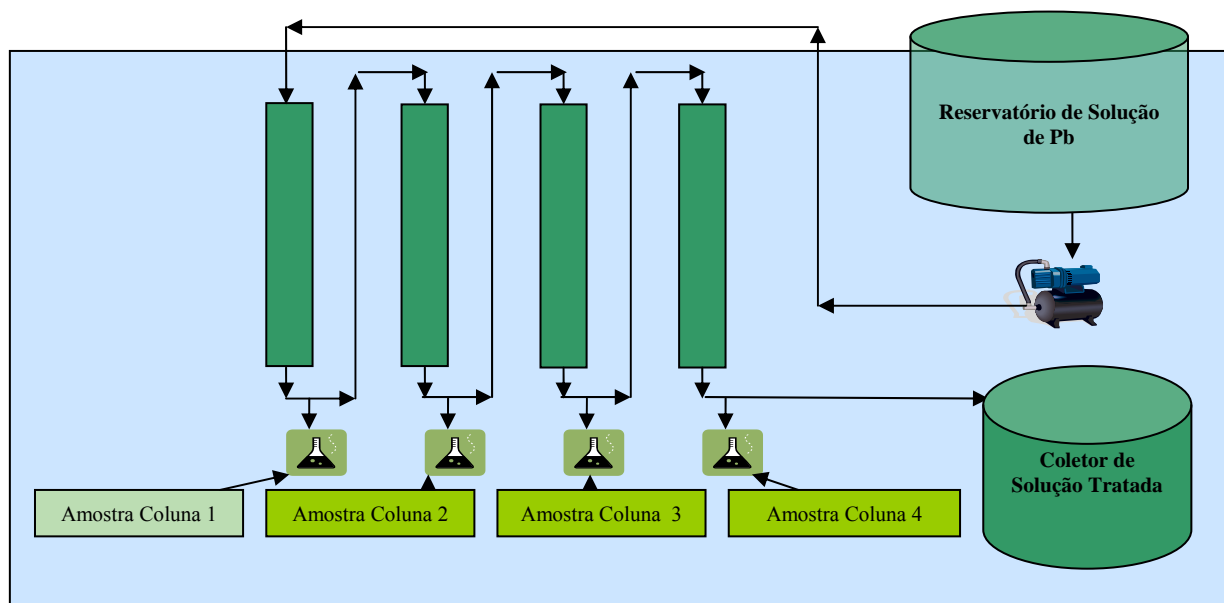 Reservatório de Solução
de Pb
Coletor de
Solução Tratada
Amostra Coluna 1
Amostra Coluna 2
Amostra Coluna 3
Amostra Coluna 4